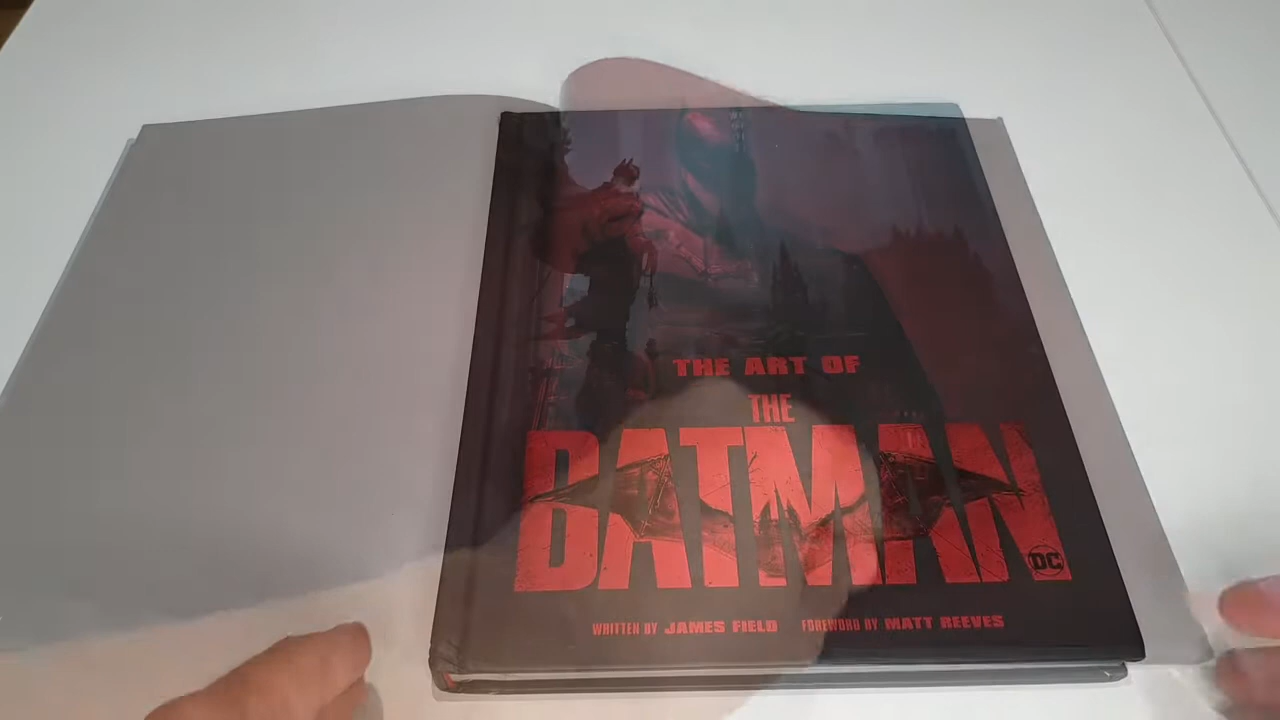 THE ART OF
THE
BATMAN
DC
WRITTEN BY JAMES FIELD FOREWORD BY MATT REEVES